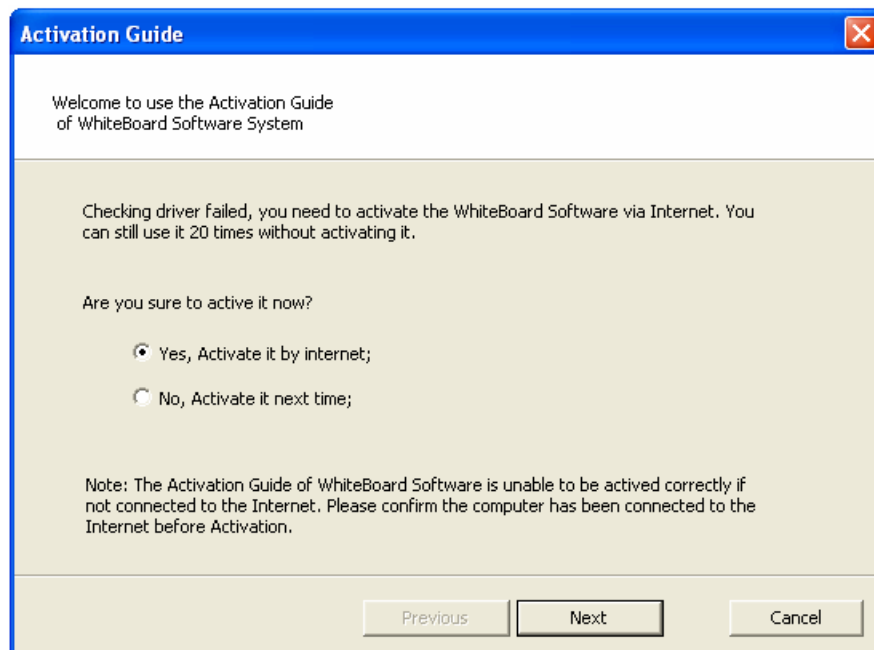 Activation Guide
Welcome to use the Activation Guide
of WhiteBoard Software System
Checking driver failed, you need to activate the WhiteBoard Software via Internet. You
can still use it 20 times without activating it.
Are you sure to active it now?
Yes, Activate it by internet;
No, Activate it next time;
Note: The Activation Guide of WhiteBoard Software is unable to be actived correctly if
not connected to the Internet. Please confirm the computer has been connected to the
Internet before Activation.
Previous Next Cancel